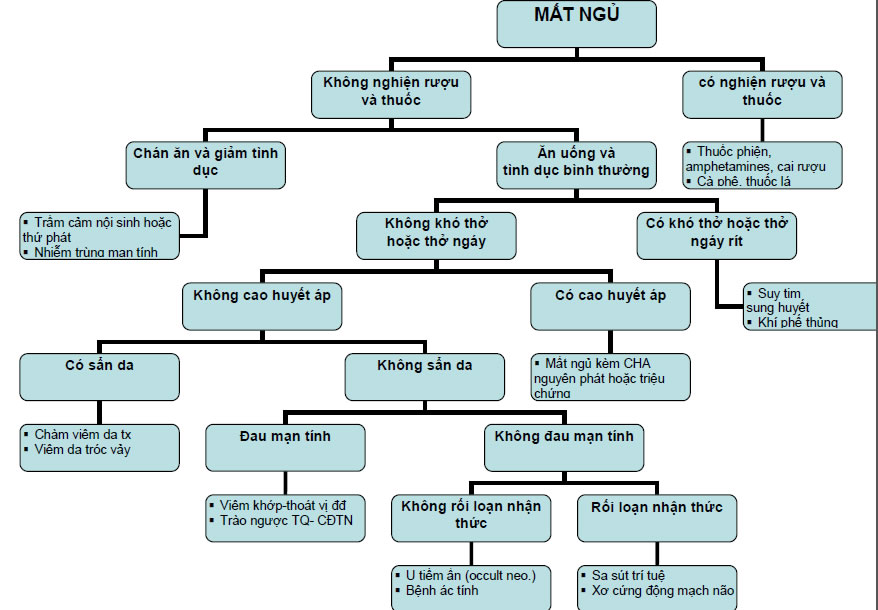 MẤT NGỦ
Không nghiện rượu
và thuốc
có nghiện rượu và
thuốc
Chán ăn và giảm tình
dục
Ăn uống và
tình dục bình thường
▪ Thuốc phiện,
amphetamines, cai rượu
▪ Cà phê, thuốc lá
▪ Trầm cảm nội sinh hoặc
thứ phát
▪ Nhiễm trùng mạn tính
Không khó thở
hoặc thở ngáy
Có khó thở hoặc thở
ngáy rít
Không cao huyết áp
Có cao huyết áp
▪ Suy tim
sung huyết
▪ Khí phế thủng
Có sẩn da
Không sẩn da
▪ Mất ngủ kèm CHA
nguyên phát hoặc triệu
chứng
▪ Chàm viêm da tx
▪ Viêm da tróc vảy
Đau mạn tính
Không đau mạn tính
▪ Viêm khớp-thoát vị đđ
▪ Trào ngược TQ- CĐTN
Không rối loạn nhận
thức
Rối loạn nhận thức
▪ U tiềm ẩn (occult neo.)
▪ Bệnh ác tính
▪ Sa sút trí tuệ
▪ Xơ cứng động mạch não